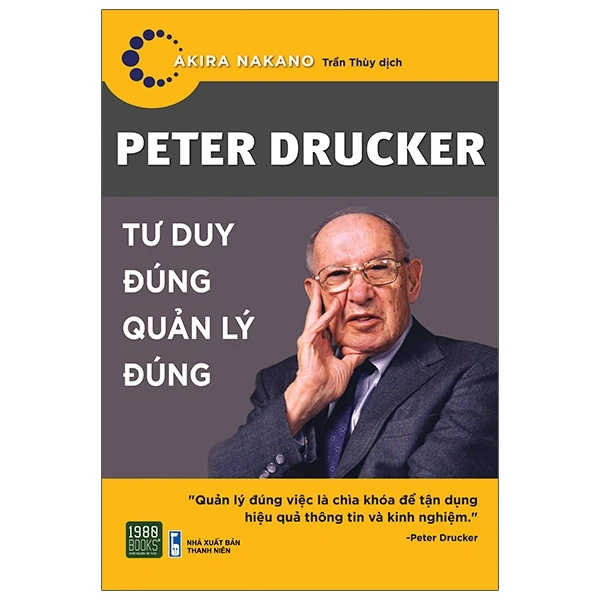 AKIRA NAKANO Trần Thùy dịch
PETER DRUCKER
TƯ DUY
ĐÚNG
QUẢN LÝ
ĐÚNG
"Quản lý đúng việc là chìa khóa để tận dụng
hiệu quả thông tin và kinh nghiệm."
-Peter Drucker
1980
BOOKS
NHÀ XUẤT BẢN
THANH NIÊN